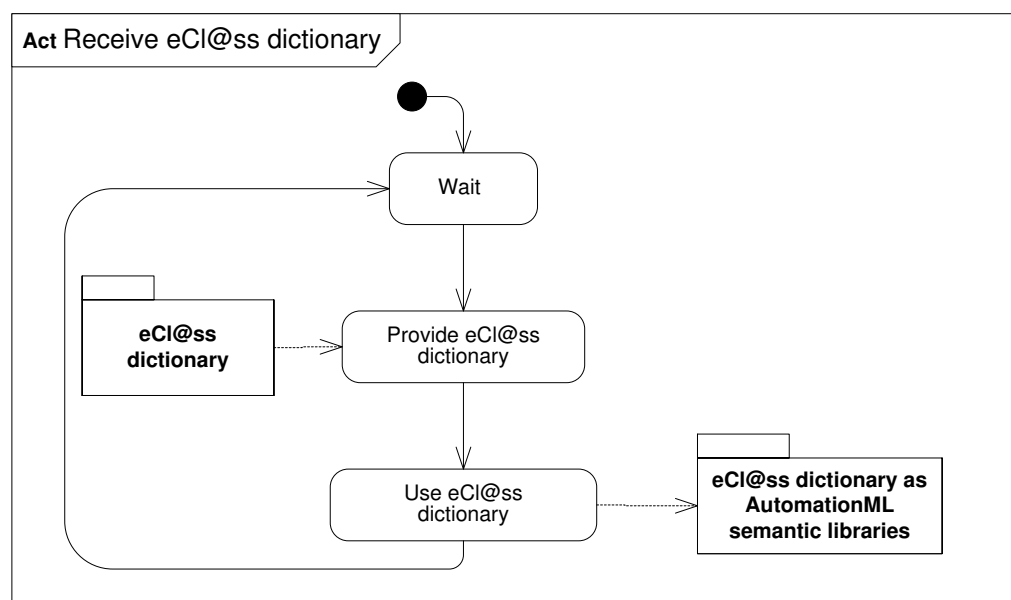 Act Receive eCl@ss dictionary
Wait
eCl@ss
dictionary
Provide eCl@ss
dictionary
Use eCl@ss
dictionary
eCl@ss dictionary as
AutomationML
semantic libraries